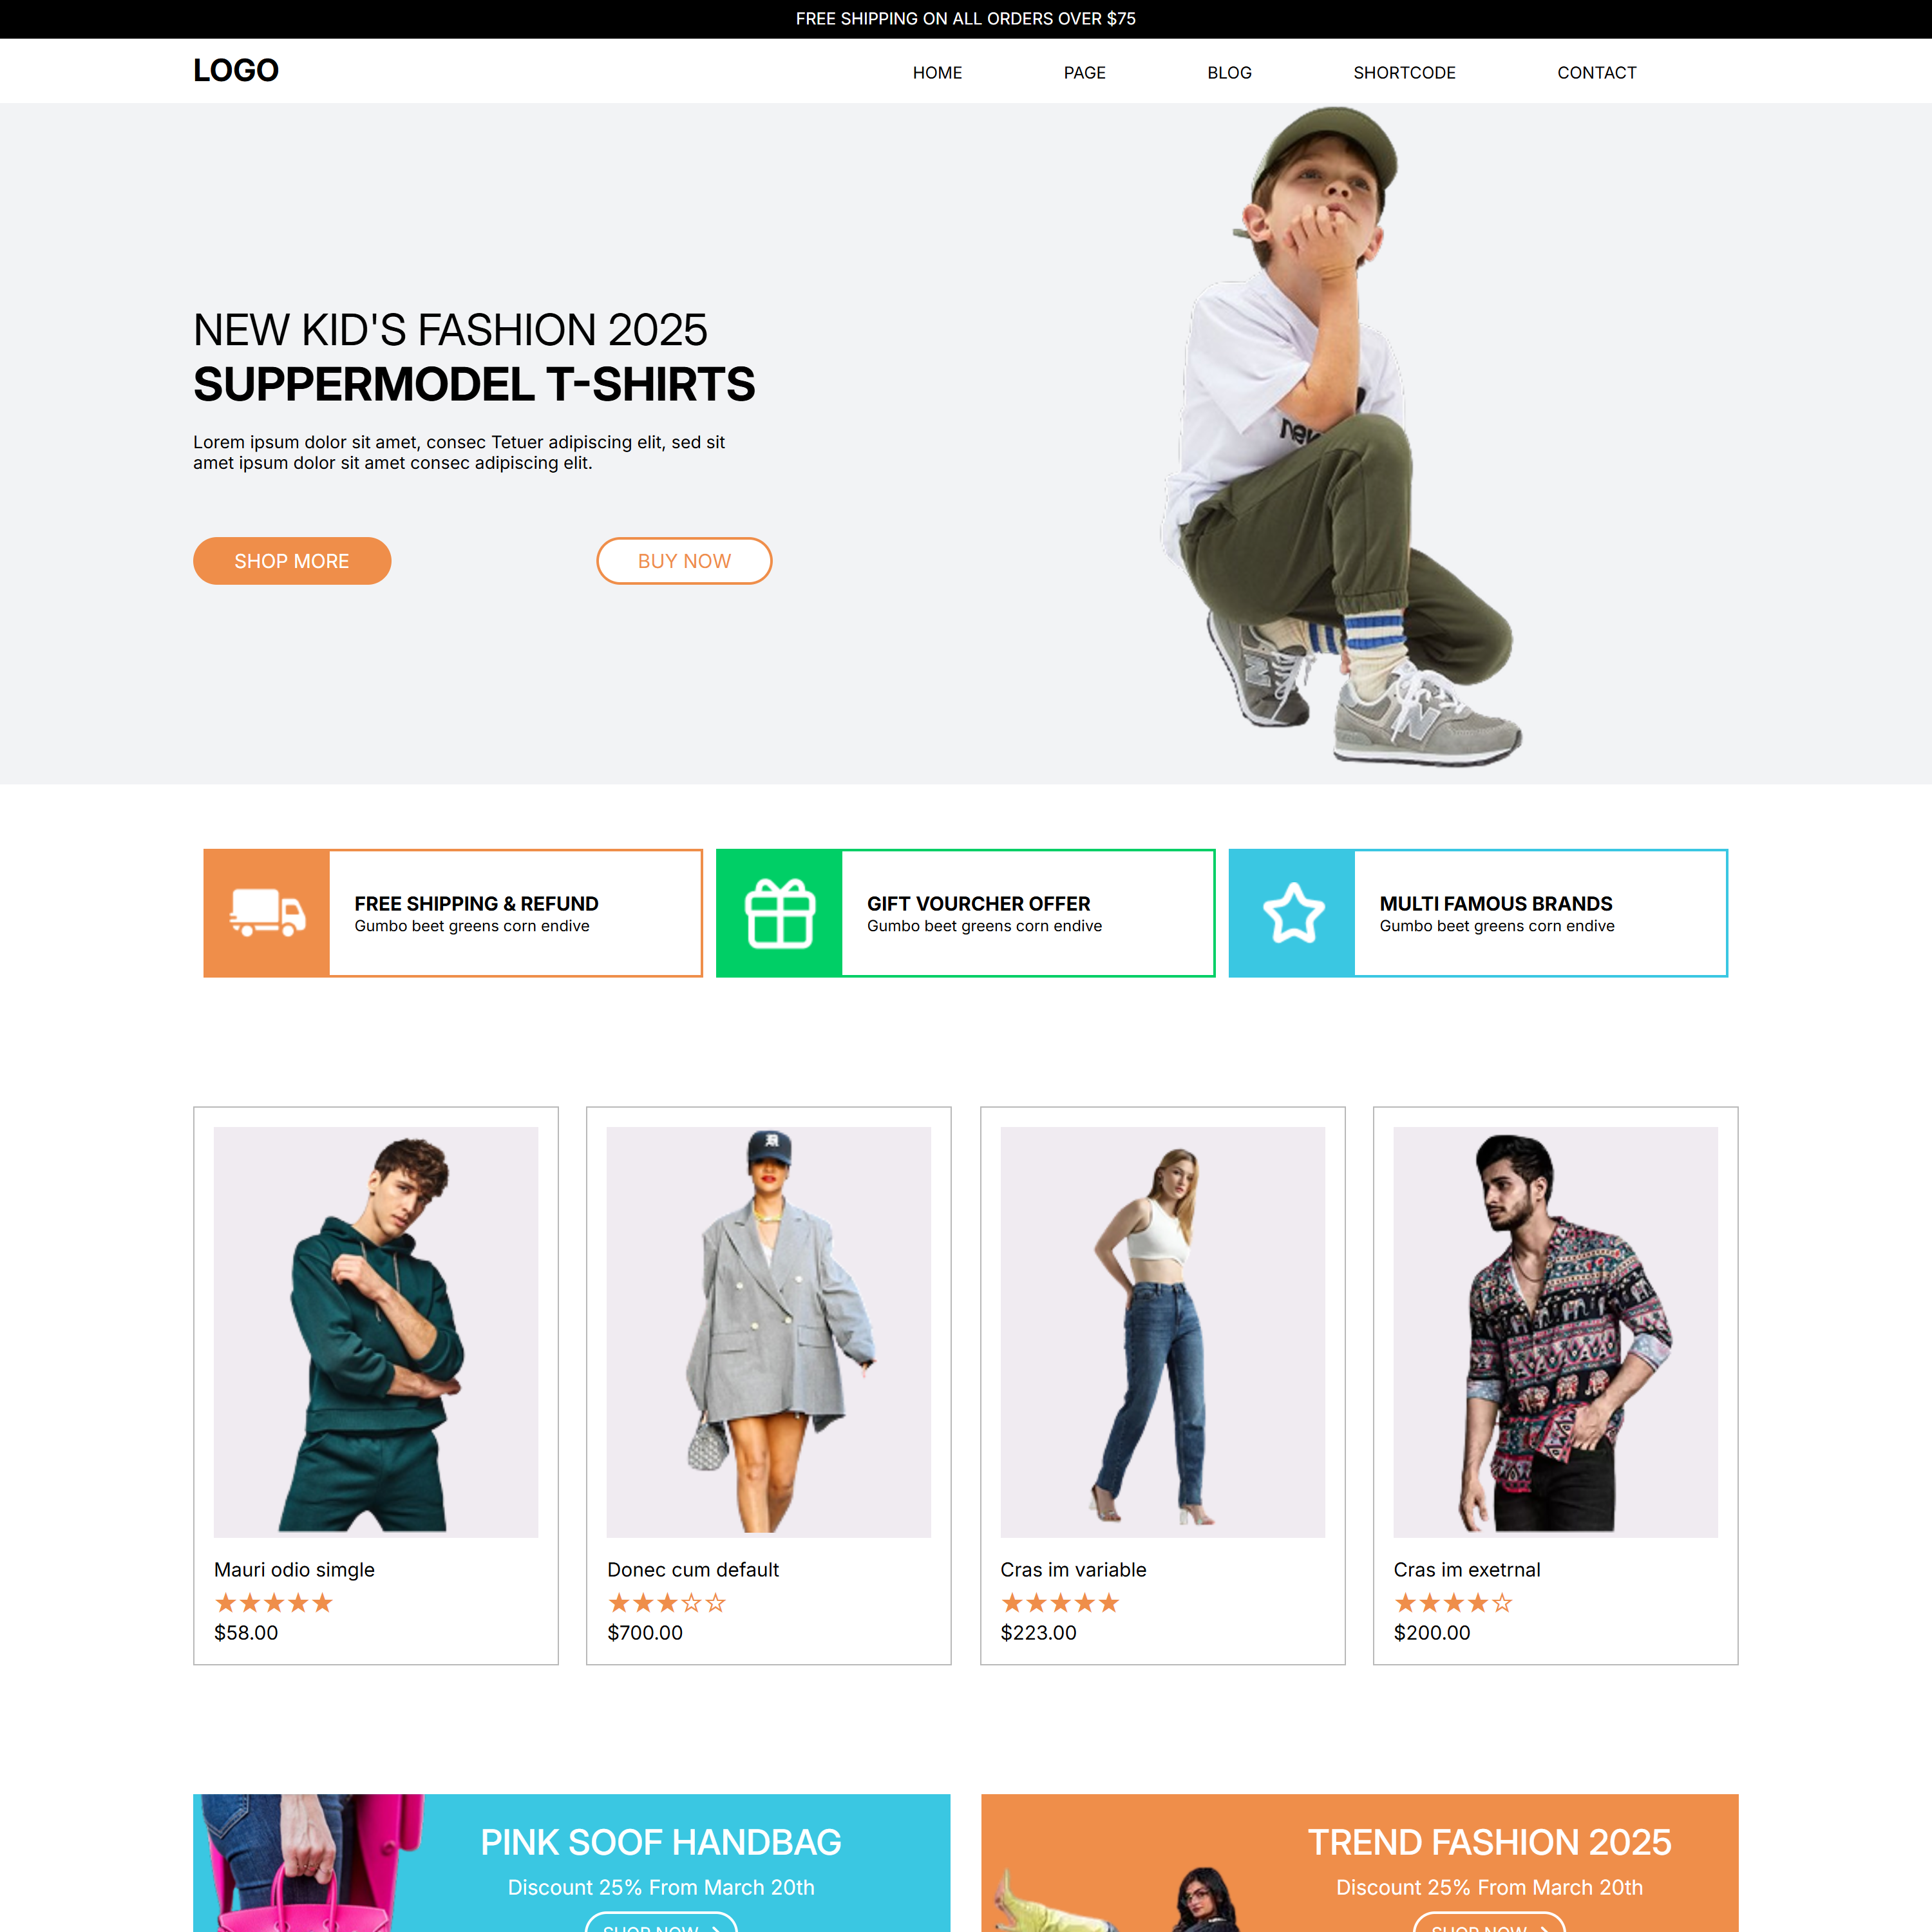 FREE SHIPPING ON ALL ORDERS OVER $75
LOGO
HOME PAGE BLOG SHORTCODE CONTACT
NEW KID'S FASHION 2025
SUPPERMODEL T-SHIRTS
Lorem ipsum dolor sit amet, consec Tetuer adipiscing elit, sed sit
amet ipsum dolor sit amet consec adipiscing elit.
SHOP MORE
BUY NOW
new
N
N
FREE SHIPPING & REFUND
Gumbo beet greens corn endive
GIFT VOURCHER OFFER
Gumbo beet greens corn endive
MULTI FAMOUS BRANDS
Gumbo beet greens corn endive
Mauri odio simgle
$58.00
Donec cum default
$700.00
Cras im variable
$223.00
Cras im exetrnal
$200.00
PINK SOOF HANDBAG
Discount 25% From March 20th
SHOP NOW
TREND FASHION 2025
Discount 25% From March 20th
SHOP NOW